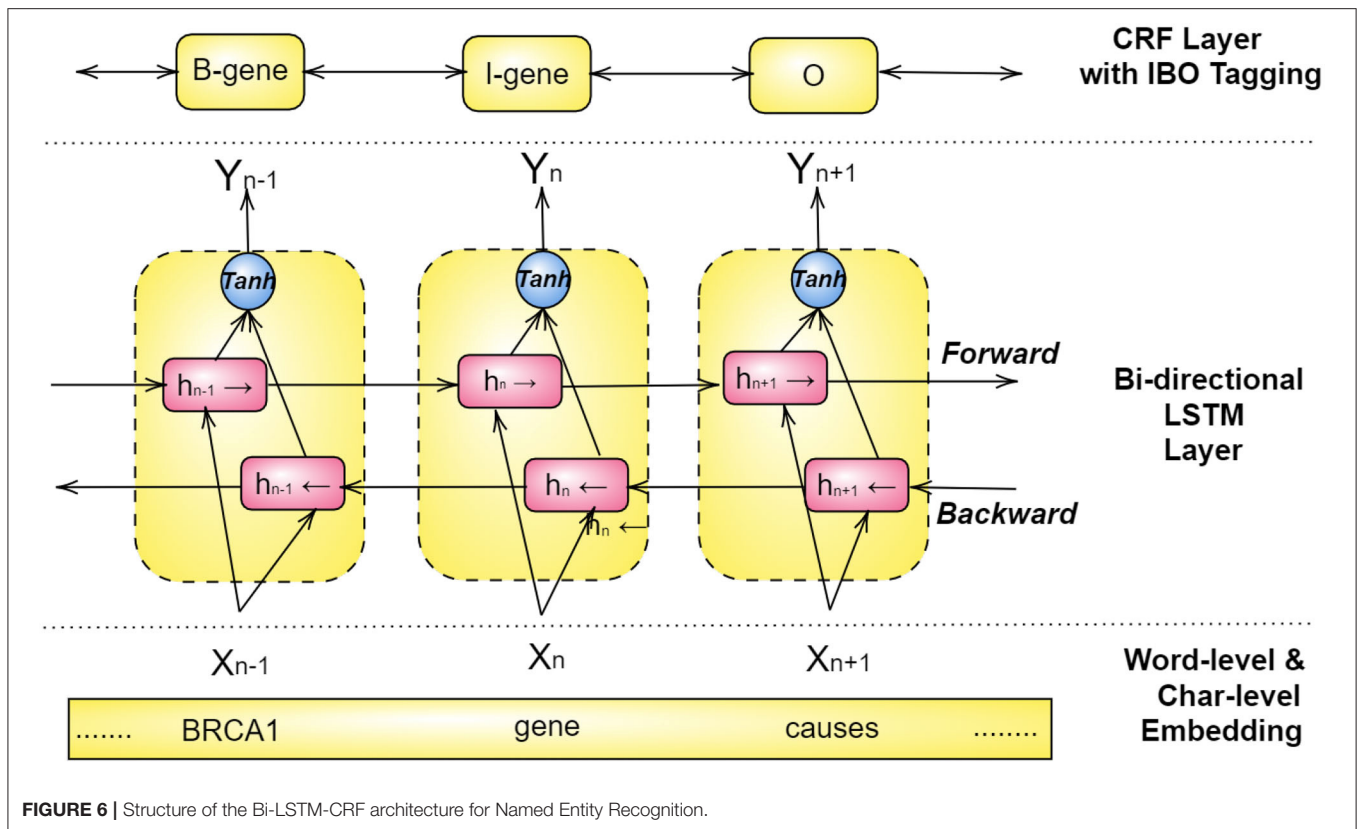 B-gene I-gene O
CRF Layer
with IBO Tagging
Yn-1 Yn Yn+1
Tanh Tanh Tanh
hn-1 → hn → hn+1 →
Forward
hn-1 ← hn ← hn+1 ←
hn ←
Backward
Bi-directional
LSTM
Layer
Xn-1 Xn Xn+1
Word-level &
Char-level
Embedding
....... BRCA1 gene causes ........
FIGURE 6 | Structure of the Bi-LSTM-CRF architecture for Named Entity Recognition.